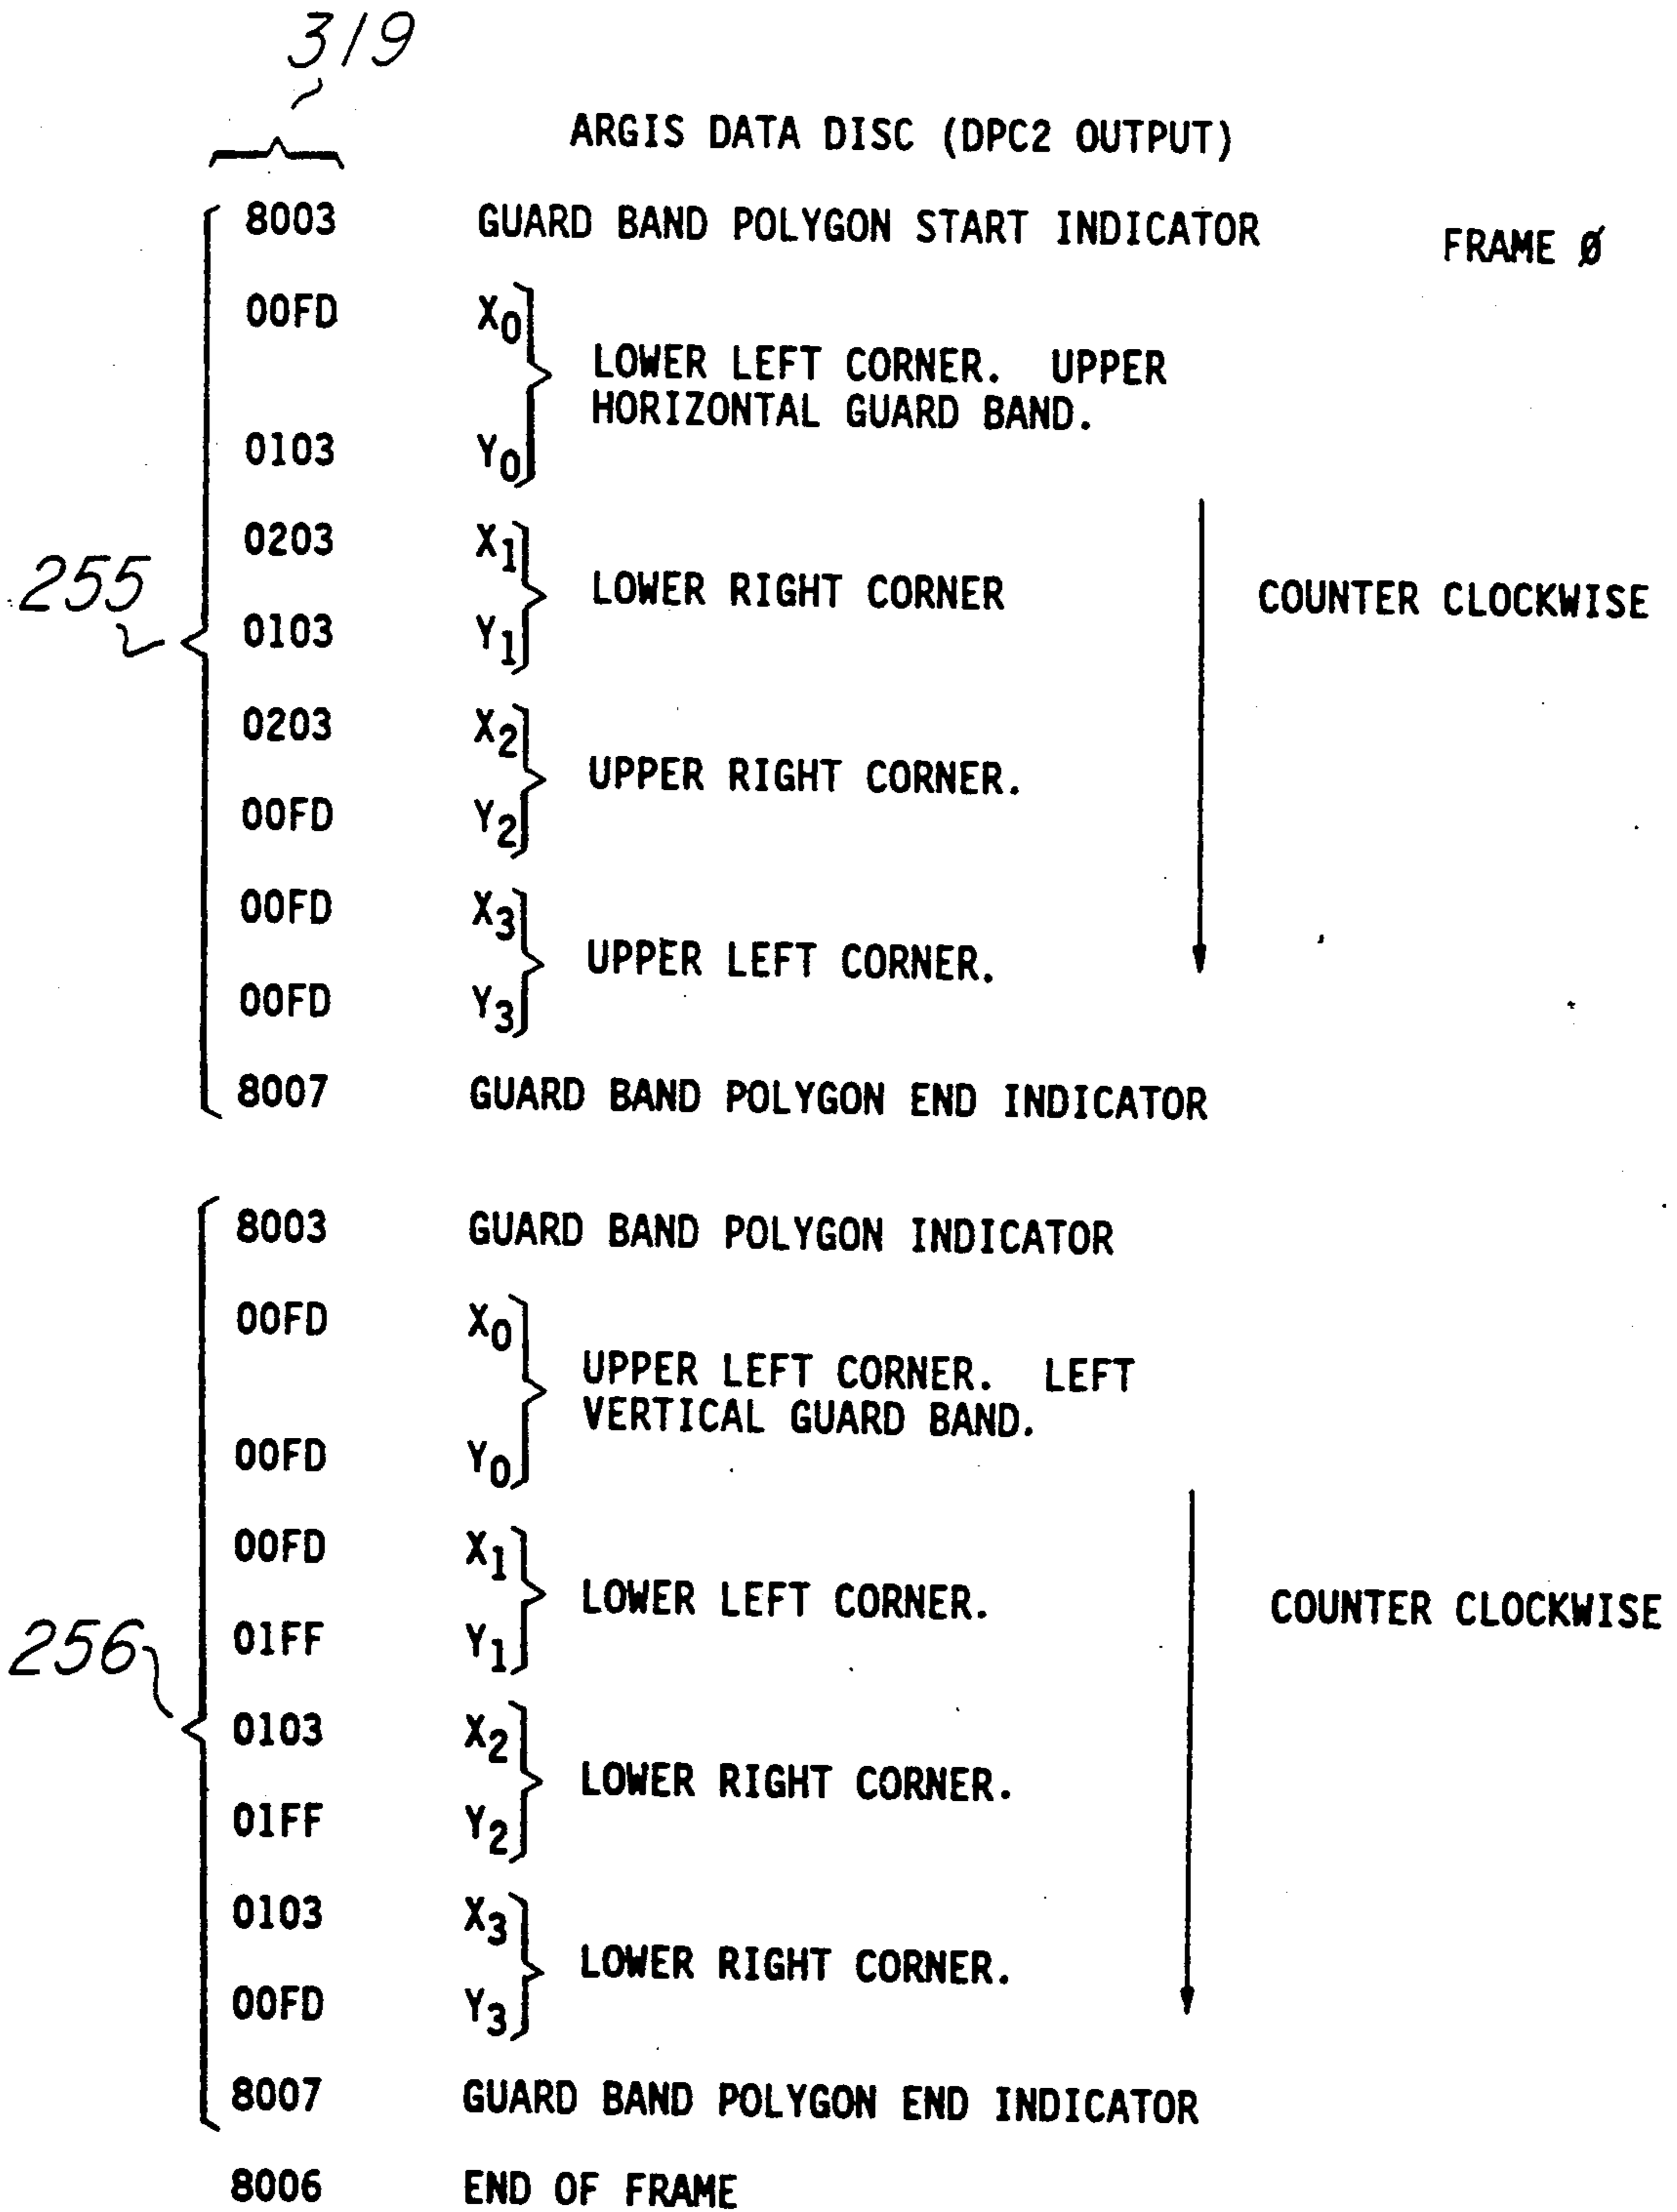 319
ARGIS DATA DISC (DPC2 OUTPUT)
8003 GUARD BAND POLYGON START INDICATOR FRAME Ø
00FD X0
LOWER LEFT CORNER. UPPER
HORIZONTAL GUARD BAND.
0103 Y0
0203 X1
255 LOWER RIGHT CORNER COUNTER CLOCKWISE
0103 Y1
0203 X2
UPPER RIGHT CORNER.
00FD Y2
00FD X3
UPPER LEFT CORNER.
00FD Y3
8007 GUARD BAND POLYGON END INDICATOR
8003 GUARD BAND POLYGON INDICATOR
00FD X0
UPPER LEFT CORNER. LEFT
VERTICAL GUARD BAND.
00FD Y0
00FD X1
LOWER LEFT CORNER. COUNTER CLOCKWISE
256 01FF Y1
0103 X2
LOWER RIGHT CORNER.
01FF Y2
0103 X3
LOWER RIGHT CORNER.
00FD Y3
8007 GUARD BAND POLYGON END INDICATOR
8006 END OF FRAME